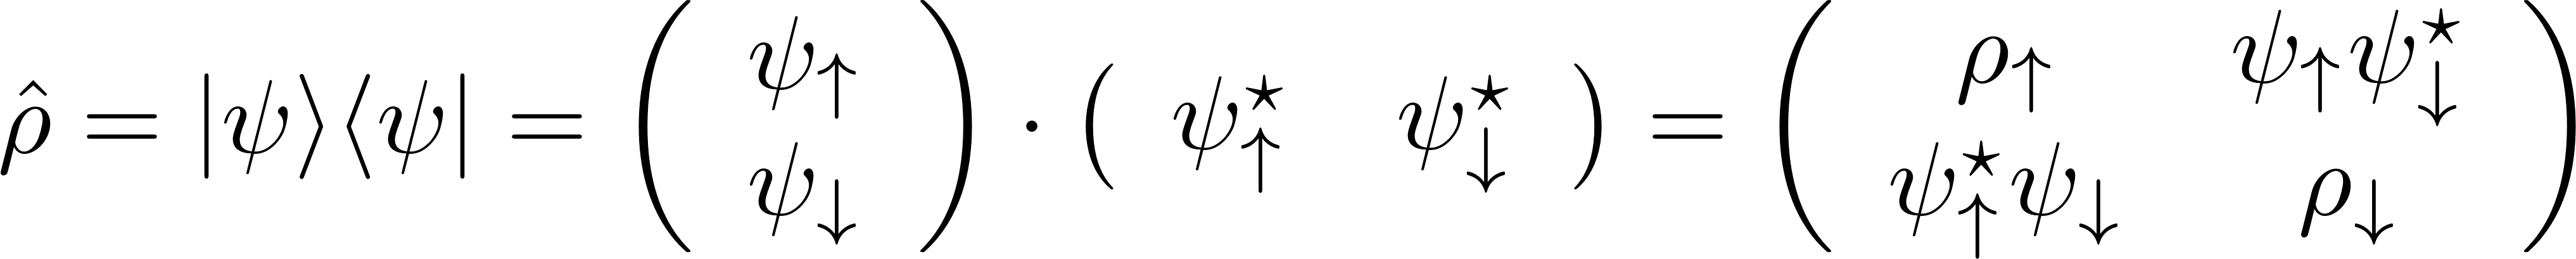 ρ̂ = |ψ⟩⟨ψ| = ( ψ↑ ψ↓ ) · ( ψ↑⋆ ψ↓⋆ ) = ( ρ↑ ψ↑ψ↓⋆ ψ↑⋆ψ↓ ρ↓ )